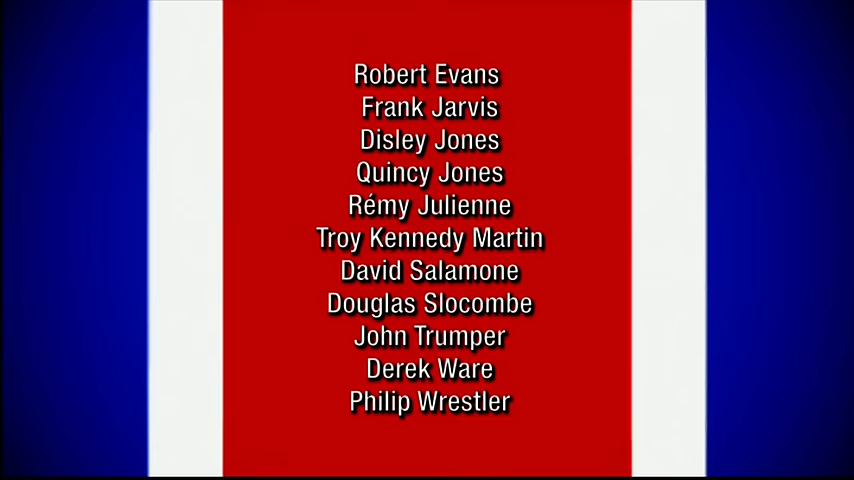 Robert Evans
Frank Jarvis
Disley Jones
Quincy Jones
Rémy Julienne
Troy Kennedy Martin
David Salamone
Douglas Slocombe
John Trumper
Derek Ware
Philip Wrestler